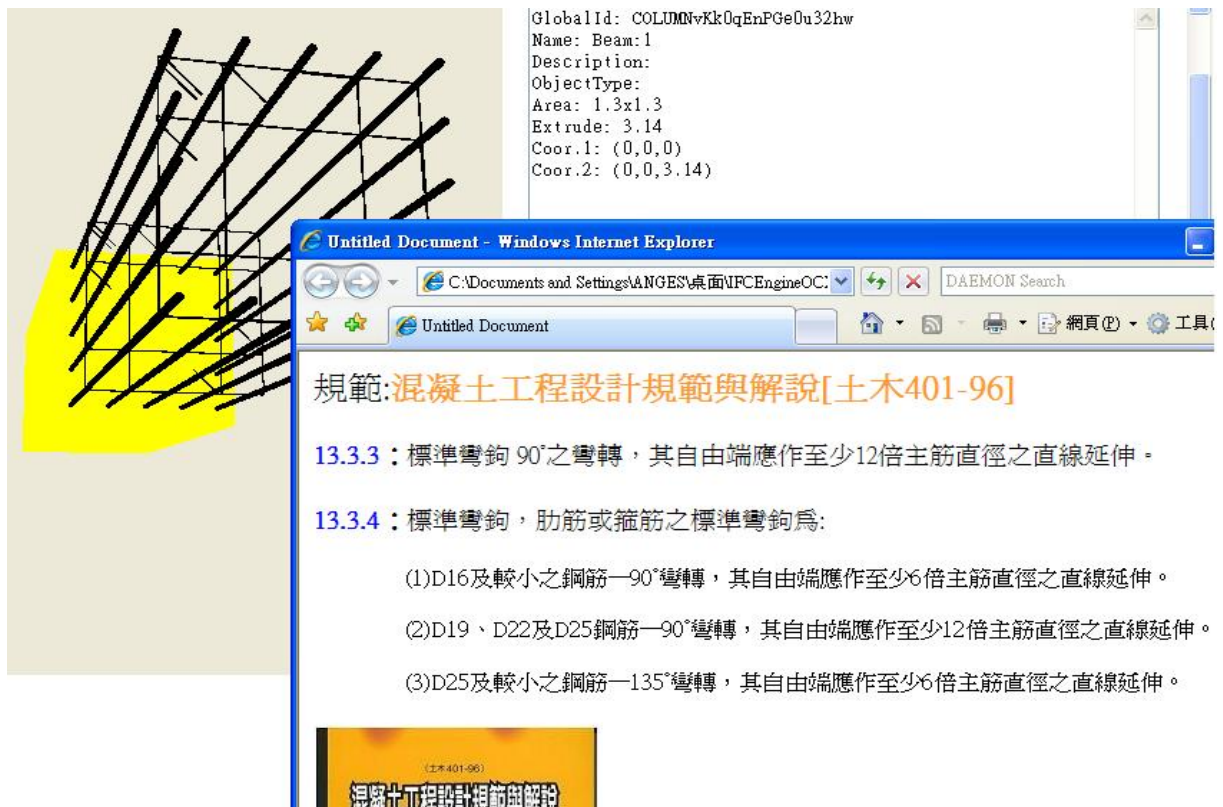 GlobalId: COLUMNvKk0qEnPGe0u32hw
Name: Beam:1
Description:
ObjectType:
Area: 1.3x1.3
Extrude: 3.14
Coor.1: (0,0,0)
Coor.2: (0,0,3.14)
Untitled Document - Windows Internet Explorer
C:\Documents and Settings\ANGES\桌面\IFCEngineOC
DAEMON Search
Untitled Document
網頁(P)
工具
規範:混凝土工程設計規範與解說[土木401-96]
13.3.3：標準彎鉤 90°之彎轉，其自由端應作至少12倍主筋直徑之直線延伸。
13.3.4：標準彎鉤，肋筋或箍筋之標準彎鉤為:
(1)D16及較小之鋼筋—90°彎轉，其自由端應作至少6倍主筋直徑之直線延伸。
(2)D19、D22及D25鋼筋—90°彎轉，其自由端應作至少12倍主筋直徑之直線延伸。
(3)D25及較小之鋼筋—135°彎轉，其自由端應作至少6倍主筋直徑之直線延伸。
(土木401-96)
混凝土工程設計規範與解說